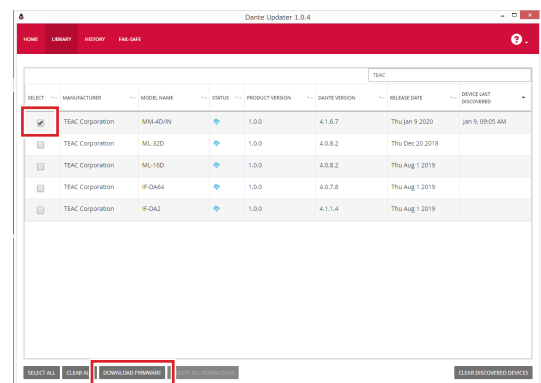 Dante Updater 1.0.4
HOME LIBRARY HISTORY FAIL-SAFE
TEAC
SELECT MANUFACTURER MODEL NAME STATUS PRODUCT VERSION DANTE VERSION RELEASE DATE DEVICE LAST DISCOVERED
TEAC Corporation MM-4D/IN 1.0.0 4.1.6.7 Thu Jan 9 2020 Jan 9, 09:05 AM
TEAC Corporation ML-32D 1.0.0 4.0.8.2 Thu Dec 20 2018
TEAC Corporation ML-16D 1.0.0 4.0.8.2 Thu Aug 1 2019
TEAC Corporation IF-DA64 1.0.0 4.0.7.8 Thu Aug 1 2019
TEAC Corporation IF-DA2 1.0.0 4.1.1.4 Thu Aug 1 2019
SELECT ALL CLEAR AL DOWNLOAD FIRMWARE ALL DOWNLOADS CLEAR DISCOVERED DEVICES